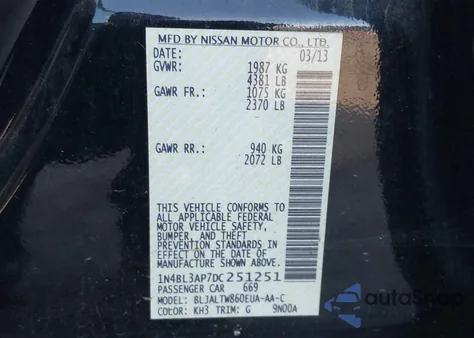 MFD BY NISSAN MOTOR CO., LTD.
DATE: 03/13
GVWR: 1987 KG
4381 LB
GAWR FR.: 1075 KG
2370 LB
GAWR RR.: 940 KG
2072 LB
THIS VEHICLE CONFORMS TO
ALL APPLICABLE FEDERAL
MOTOR VEHICLE SAFETY,
BUMPER, AND THEFT
PREVENTION STANDARDS IN
EFFECT ON THE DATE OF
MANUFACTURE SHOWN ABOVE.
1N4BL3AP7DC251251
PASSENGER CAR 669
MODEL: BLJALTW860EUA-AA-C
COLOR: KH3 TRIM: G 9N00A
AutoSnap